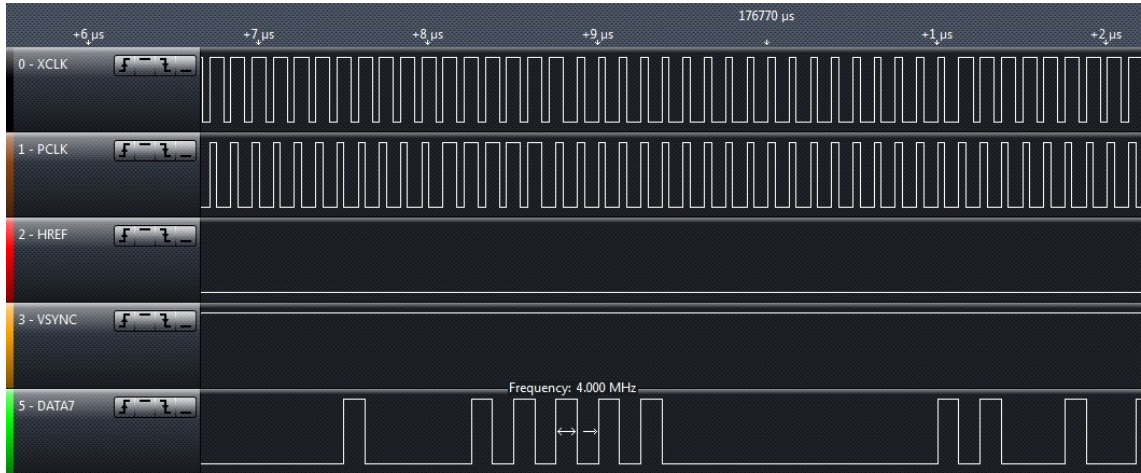 176770 µs
+6 µs +7 µs +8 µs +9 µs +1 µs +2 µs
0 - XCLK
1 - PCLK
2 - HREF
3 - VSYNC
Frequency: 4.000 MHz
5 - DATA7